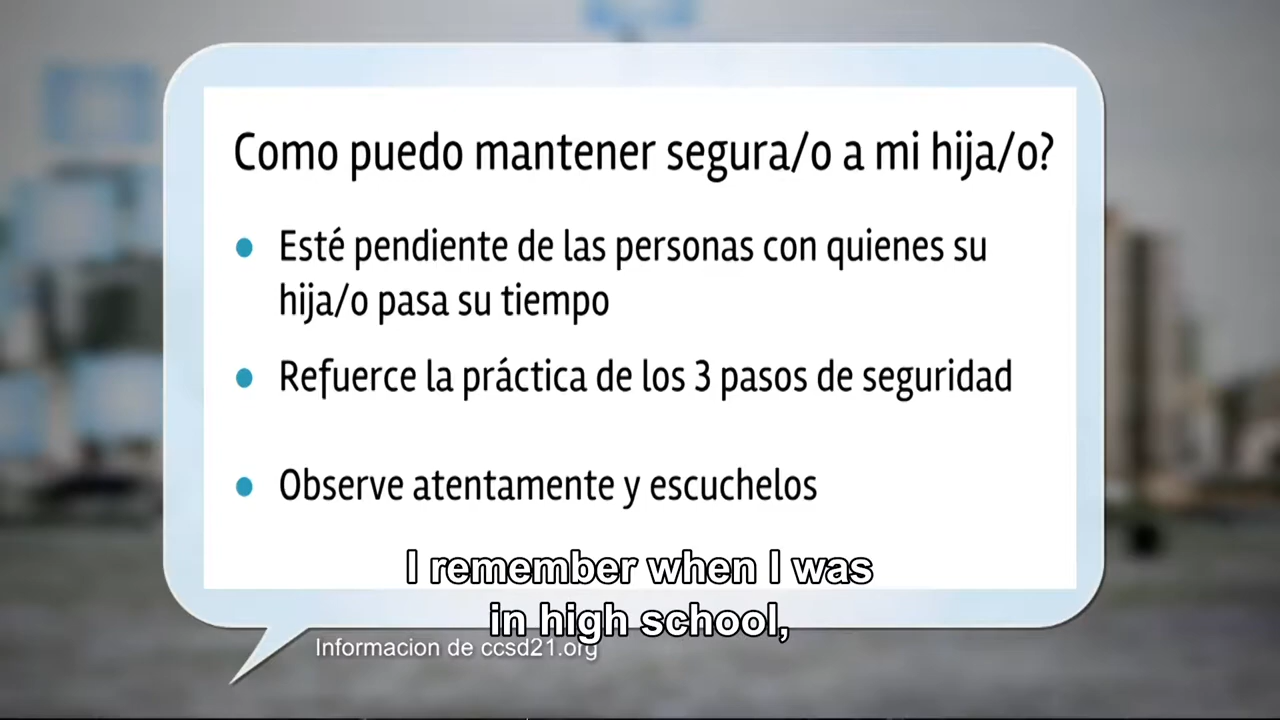 Como puedo mantener segura/o a mi hija/o?
Esté pendiente de las personas con quienes su
hija/o pasa su tiempo
Refuerce la práctica de los 3 pasos de seguridad
Observe atentamente y escuchelos
I remember when I was
in high school,
Informacion de ccsd21.org